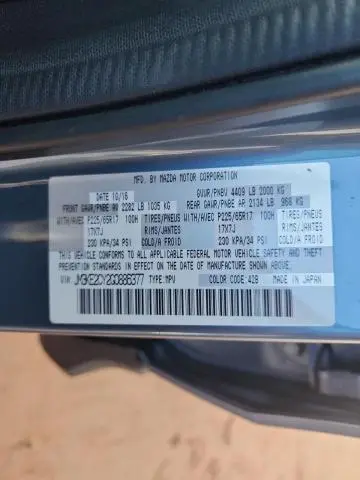 MFD. BY MAZDA MOTOR CORPORATION
DATE 10/16 GVWR/PNBV 4409 LB 2000 KG
FRONT GAWR/PNBE AV 2282 LB 1035 KG REAR GAWR/PNBE AR 2134 LB 968 KG
WITH/AVEC P225/65R17 100H TIRES/PNEUS WITH/AVEC P225/65R17 100H TIRES/PNEUS
17X7J RIMS/JANTES 17X7J RIMS/JANTES
230 KPA/34 PSI COLD/A FROID 230 KPA/34 PSI COLD/A FROID
THIS VEHICLE CONFORMS TO ALL APPLICABLE FEDERAL MOTOR VEHICLE SAFETY, BUMPER,
AND THEFT PREVENTION STANDARDS IN EFFECT ON THE DATE OF MANUFACTURE SHOWN ABOVE.
VIN: JM3KE2CY2G0886377 TYPE:MPV COLOR CODE:42B MADE IN JAPAN